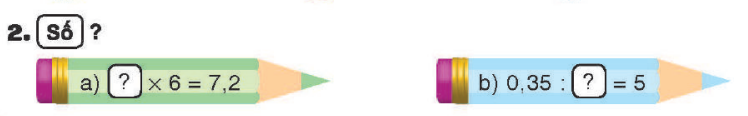 2. Số ?
a) ? × 6 = 7,2
b) 0,35 : ? = 5